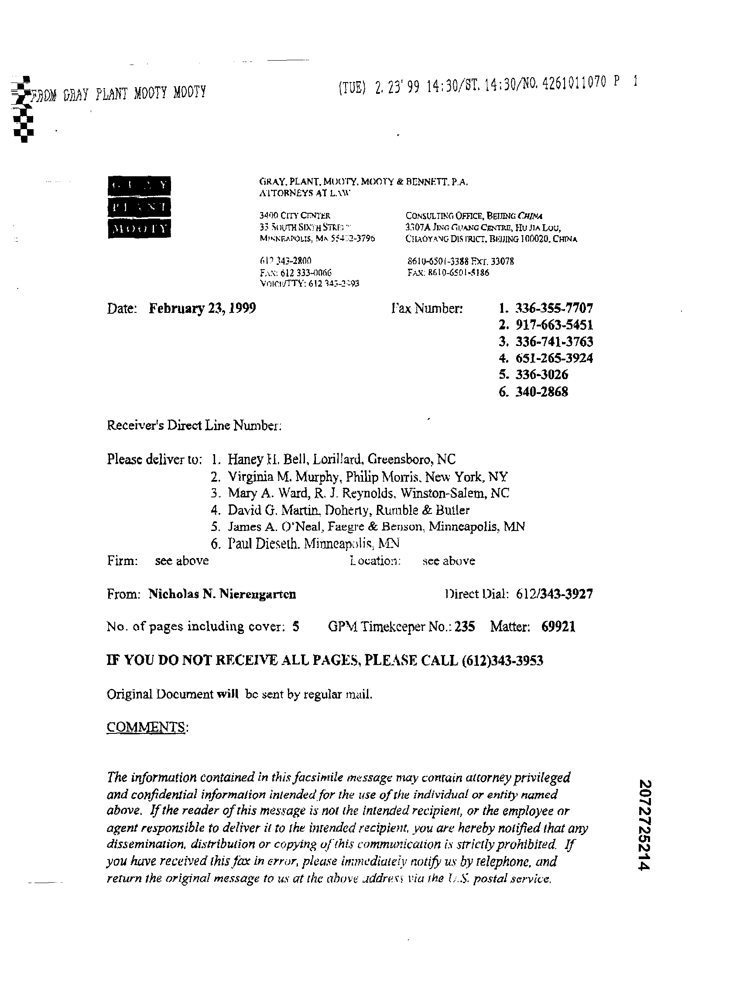 FROM GRAY PLANT MOOTY MOOTY
(TUE) 2. 23' 99 14:30/ST. 14:30/NO. 4261011070 P 1
GRAY
PLANT
MOOTY
GRAY, PLANT, MOOTY, MOOTY & BENNETT, P.A.
ATTORNEYS AT LAW
3400 CITY CENTER
33 SOUTH SIXTH STREET
MINNEAPOLIS, MN 55402-3796
CONSULTING OFFICE, BEIJING CHINA
3307A JING GUANG CENTRE, HU JIA LOU,
CHAOYANG DISTRICT, BEIJING 100020, CHINA
612 343-2800
FAX: 612 333-0066
VOICE/TTY: 612 343-2893
8610-6501-3388 EXT. 33078
FAX: 8610-6501-5186
Date: February 23, 1999
Fax Number:
1. 336-355-7707
2. 917-663-5451
3. 336-741-3763
4. 651-265-3924
5. 336-3026
6. 340-2868
Receiver's Direct Line Number:
Please deliver to: 1. Haney H. Bell, Lorillard, Greensboro, NC
2. Virginia M. Murphy, Philip Morris, New York, NY
3. Mary A. Ward, R. J. Reynolds, Winston-Salem, NC
4. David G. Martin, Doherty, Rumble & Butler
5. James A. O'Neal, Faegre & Benson, Minneapolis, MN
6. Paul Dieseth, Minneapolis, MN
Firm: see above Location: see above
From: Nicholas N. Nierengarten Direct Dial: 612/343-3927
No. of pages including cover: 5 GPM Timekeeper No.: 235 Matter: 69921
IF YOU DO NOT RECEIVE ALL PAGES, PLEASE CALL (612)343-3953
Original Document will be sent by regular mail.
COMMENTS:
The information contained in this facsimile message may contain attorney privileged
and confidential information intended for the use of the individual or entity named
above. If the reader of this message is not the intended recipient, or the employee or
agent responsible to deliver it to the intended recipient, you are hereby notified that any
dissemination, distribution or copying of this communication is strictly prohibited. If
you have received this fax in error, please immediately notify us by telephone, and
return the original message to us at the above address via the U.S. postal service.
2072725214